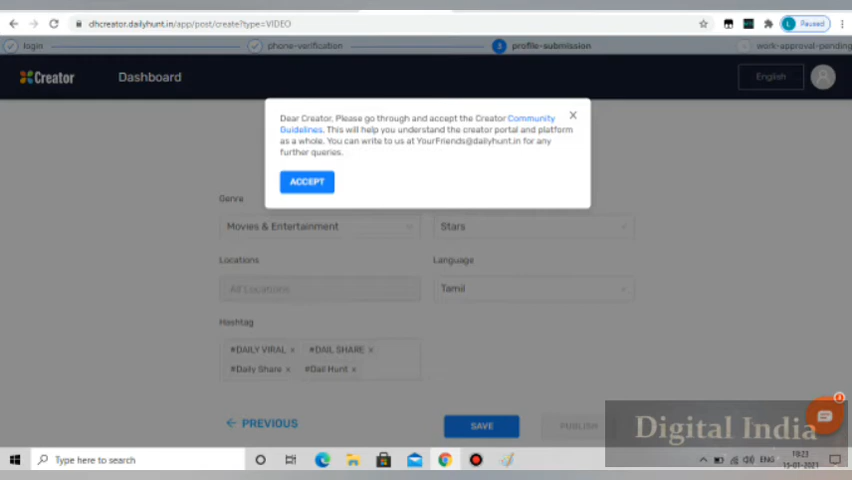 dhcreator.dailyhunt.in/app/post/create?type=VIDEO
L Paused
login
phone-verification
3 profile-submission
work-approval-pending
Creator
Dashboard
English
Dear Creator, Please go through and accept the Creator Community
Guidelines. This will help you understand the creator portal and platform
as a whole. You can write to us at YourFriends@dailyhunt.in for any
further queries.
X
ACCEPT
Genre
Movies & Entertainment
Stars
Locations
Language
All Locations
Tamil
Hashtag
#DAILY VIRAL ×
#DAIL SHARE ×
#Daily Share ×
#Dail Hunt ×
← PREVIOUS
SAVE
PUBLISH
Digital India
Type here to search
ENG
18:23
15-01-2021